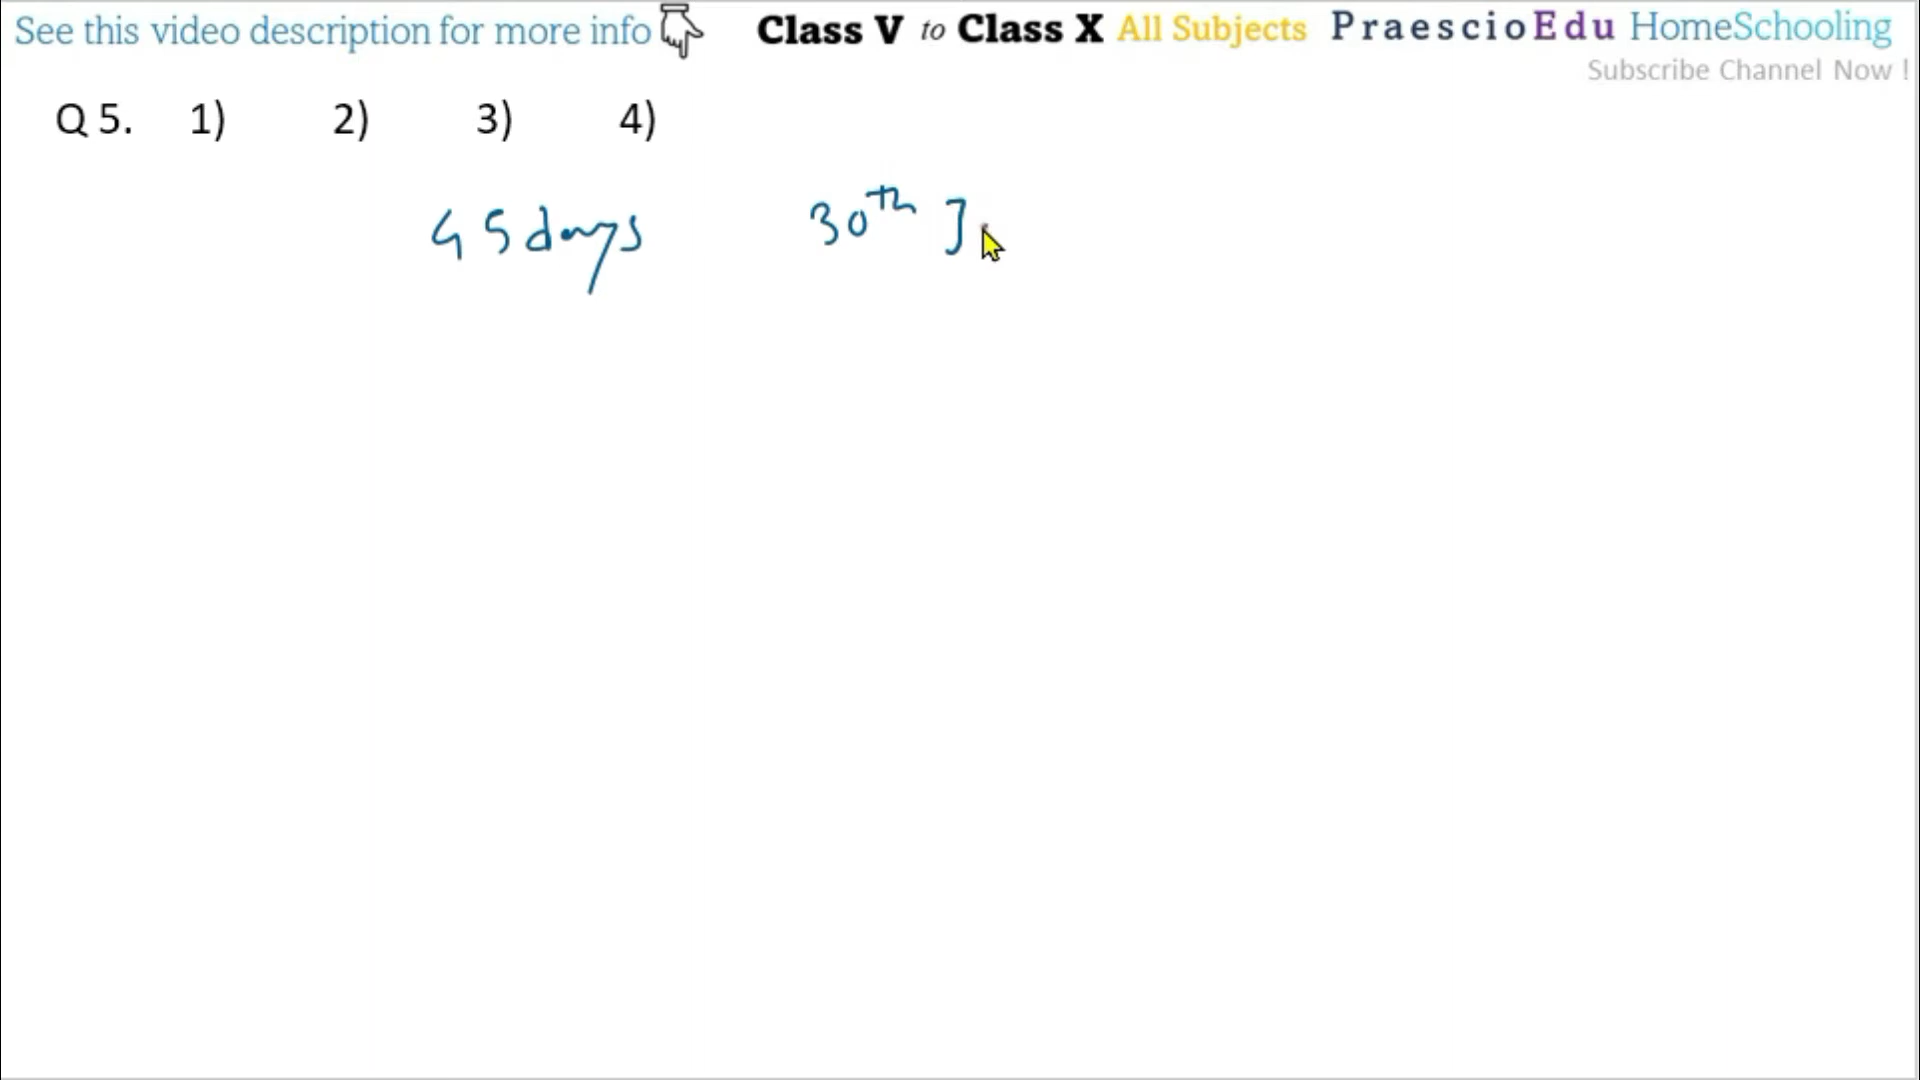 See this video description for more info Class V to Class X All Subjects PraescioEdu HomeSchooling
Subscribe Channel Now !
Q 5. 1) 2) 3) 4)
45 days 30th J